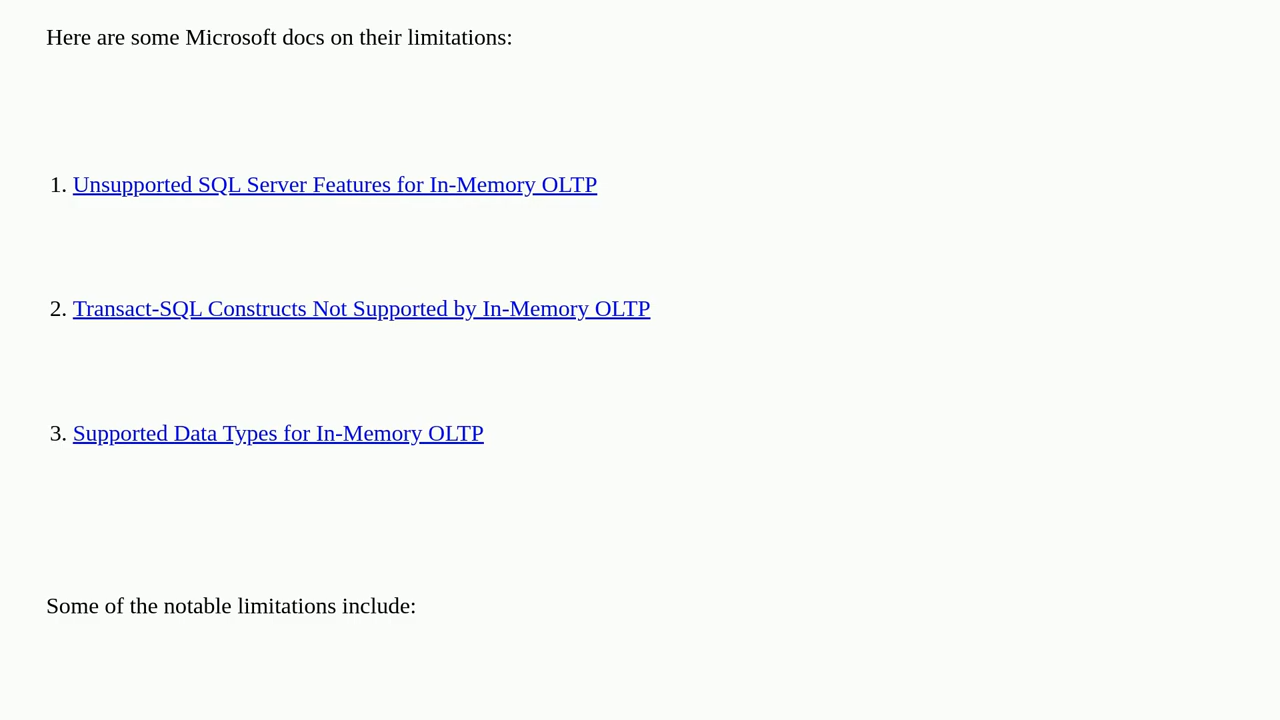 Here are some Microsoft docs on their limitations:
1. Unsupported SQL Server Features for In-Memory OLTP
2. Transact-SQL Constructs Not Supported by In-Memory OLTP
3. Supported Data Types for In-Memory OLTP
Some of the notable limitations include: